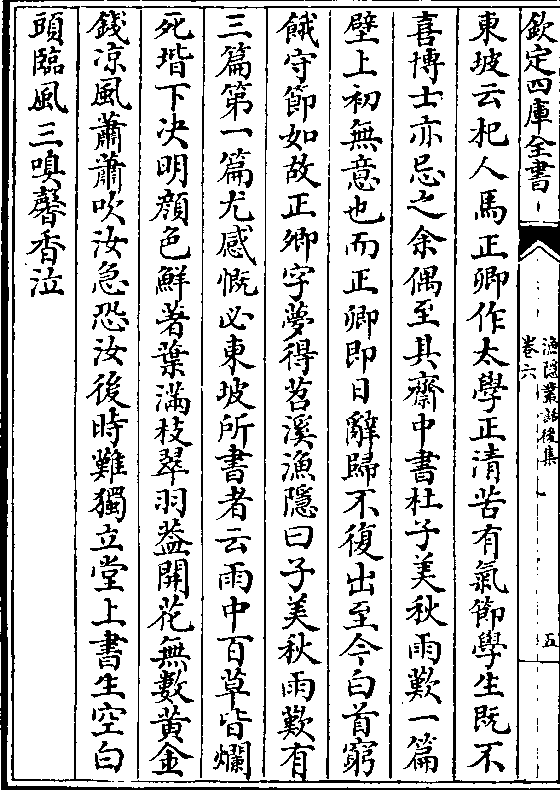 欽定四庫全書
漁隱叢話後集
卷六
五
東坡云杞人馬正卿作太學正清苦有氣節學生既不
喜博士亦忌之余偶至其齋中書杜子美秋雨歎一篇
壁上初無意也而正卿即日辭歸不復出至今白首窮
餓守節如故正卿字夢得苕溪漁隱曰子美秋雨歎有
三篇第一篇尤感慨必東坡所書者云雨中百草皆爛
死堦下決明顔色鮮著葉滿枝翠羽葢開花無數黄金
錢凉風蕭蕭吹汝急恐汝後時難獨立堂上書生空白
頭臨風三嗅馨香泣